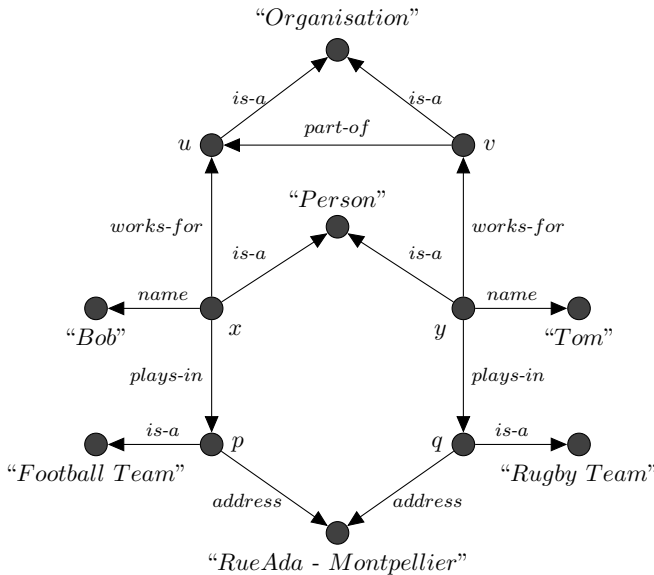 “Organisation”
is-a
is-a
part-of
u
v
“Person”
works-for
works-for
is-a
is-a
name
name
“Bob”
x
y
“Tom”
plays-in
plays-in
is-a
p
q
is-a
“Football Team”
“Rugby Team”
address
address
“RueAda - Montpellier”